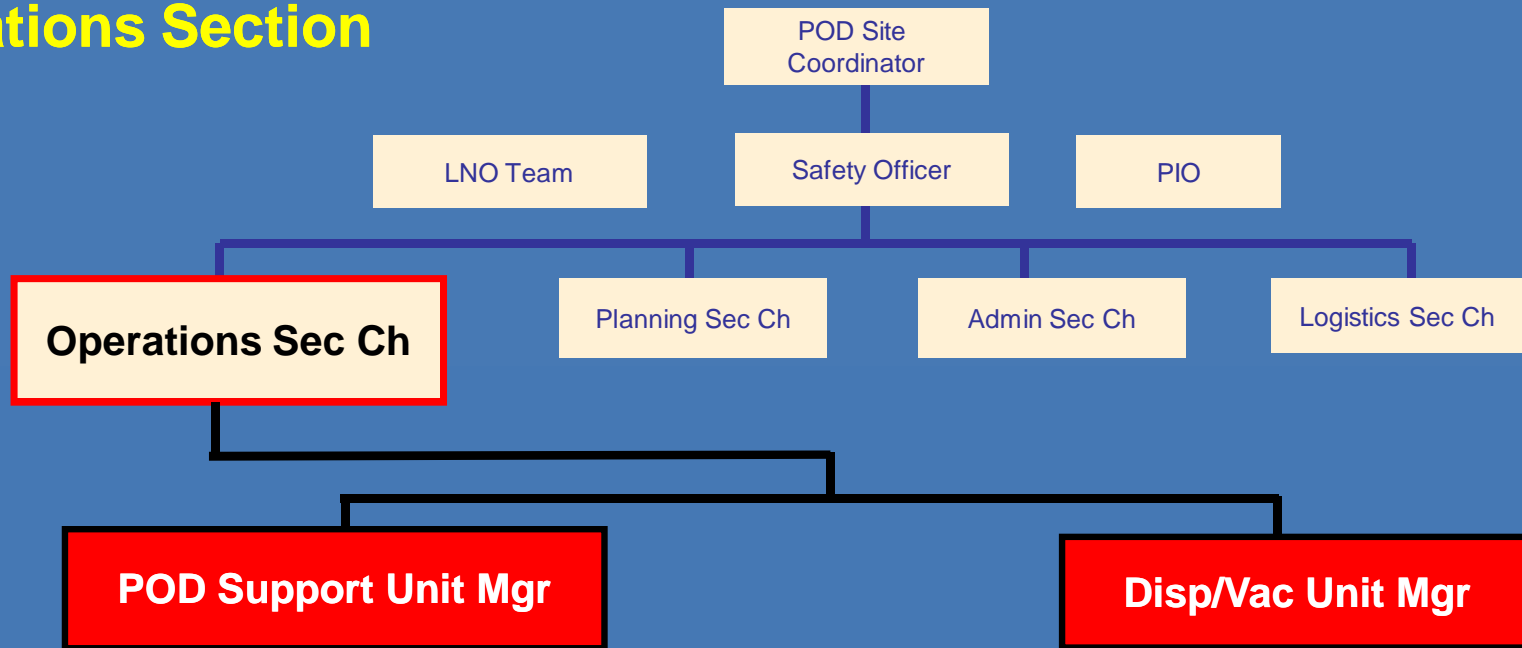 ations Section
POD Site
Coordinator
LNO Team
Safety Officer
PIO
Operations Sec Ch
Planning Sec Ch
Admin Sec Ch
Logistics Sec Ch
POD Support Unit Mgr
Disp/Vac Unit Mgr